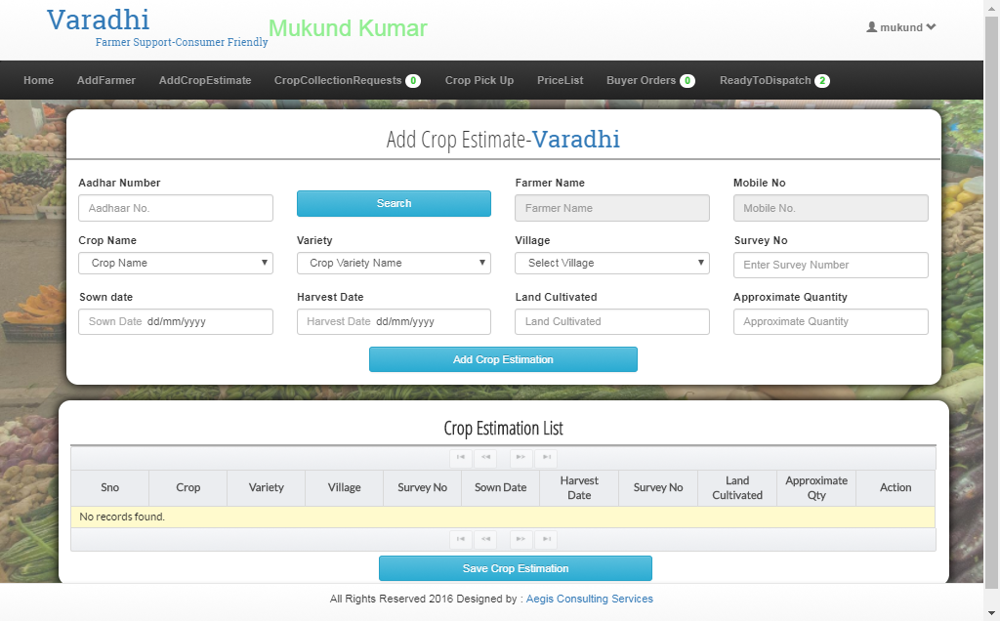 Varadhi
Farmer Support-Consumer Friendly
Mukund Kumar
mukund
Home AddFarmer AddCropEstimate CropCollectionRequests 0 Crop Pick Up PriceList Buyer Orders 0 ReadyToDispatch 2
Add Crop Estimate-Varadhi
Aadhar Number Farmer Name Mobile No
Aadhaar No. Search Farmer Name Mobile No.
Crop Name Variety Village Survey No
Crop Name Crop Variety Name Select Village Enter Survey Number
Sown date Harvest Date Land Cultivated Approximate Quantity
Sown Date dd/mm/yyyy Harvest Date dd/mm/yyyy Land Cultivated Approximate Quantity
Add Crop Estimation
Crop Estimation List
Sno Crop Variety Village Survey No Sown Date Harvest Date Survey No Land Cultivated Approximate Qty Action
No records found.
Save Crop Estimation
All Rights Reserved 2016 Designed by : Aegis Consulting Services